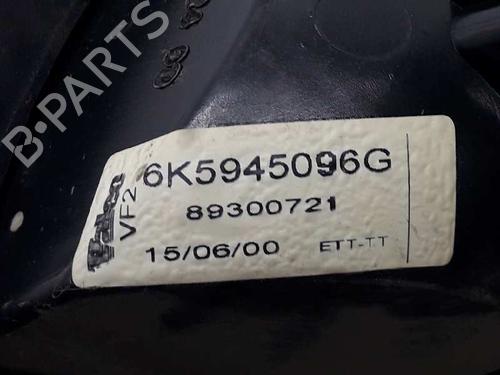 B-PARTS
Valeo
VF2
6K5945096G
89300721
15/06/00 ETT-TT